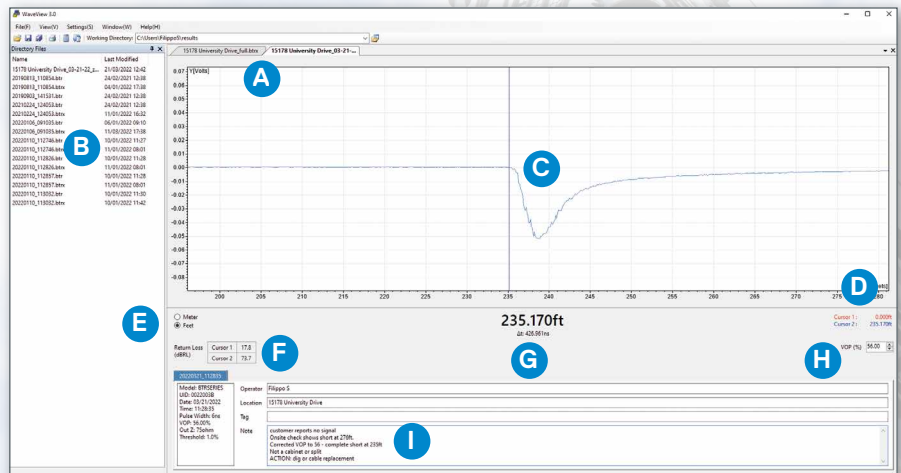 WaveView 3.0
File(F) View(V) Settings(S) Window(W) Help(H)
Working Directory: C:\Users\FilippoS\results
Directory Files
Name Last Modified
15178 University Drive_03-21-22_z... 21/03/2022 12:42
20190813_110854.btr 24/02/2021 12:38
20190813_110854.btrx 04/01/2022 17:38
20190903_141531.btr 24/02/2021 12:38
20210224_124053.btr 24/02/2021 12:38
20210224_124053.btrx 11/01/2022 16:32
20220106_091035.btr 06/01/2022 09:10
20220106_091035.btrx 11/03/2022 17:38
20220110_112746.btr 10/01/2022 11:27
20220110_112746.btrx 11/01/2022 08:01
20220110_112826.btr 10/01/2022 11:28
20220110_112826.btrx 11/01/2022 08:01
20220110_112857.btr 10/01/2022 11:28
20220110_112857.btrx 11/01/2022 08:01
20220110_113032.btr 10/01/2022 11:30
20220110_113032.btrx 10/01/2022 11:42
B
15178 University Drive_full.btrx
15178 University Drive_03-21-...
A
Y[Volts]
0.07
0.06
0.05
0.04
0.03
0.02
0.01
0.00
-0.01
-0.02
-0.03
-0.04
-0.05
-0.06
-0.07
-0.08
C
200 205 210 215 220 225 230 235 240 245 250 255 260 265 270 275 280
D
E
Meter
Feet
235.170ft
Δt: 426.961ns
G
Cursor 1: 0.000ft
Cursor 2: 235.170ft
Return Loss (dBRL)
Cursor 1 17.8
Cursor 2 73.7
F
H
VOP (%) 56.00
20220321_112835
Model: BTRSERIES
UID: 0022003B
Date: 03/21/2022
Time: 11:28:35
Pulse Width: 6ns
VOP: 56.00%
Out Z: 75ohm
Threshold: 1.0%
Operator Filippo S
Location 15178 University Drive
Tag
Note
customer reports no signal
Onsite check shows short at 270ft.
Corrected VOP to 56 - complete short at 235ft
Not a cabinet or split
ACTION: dig or cable replacement
I